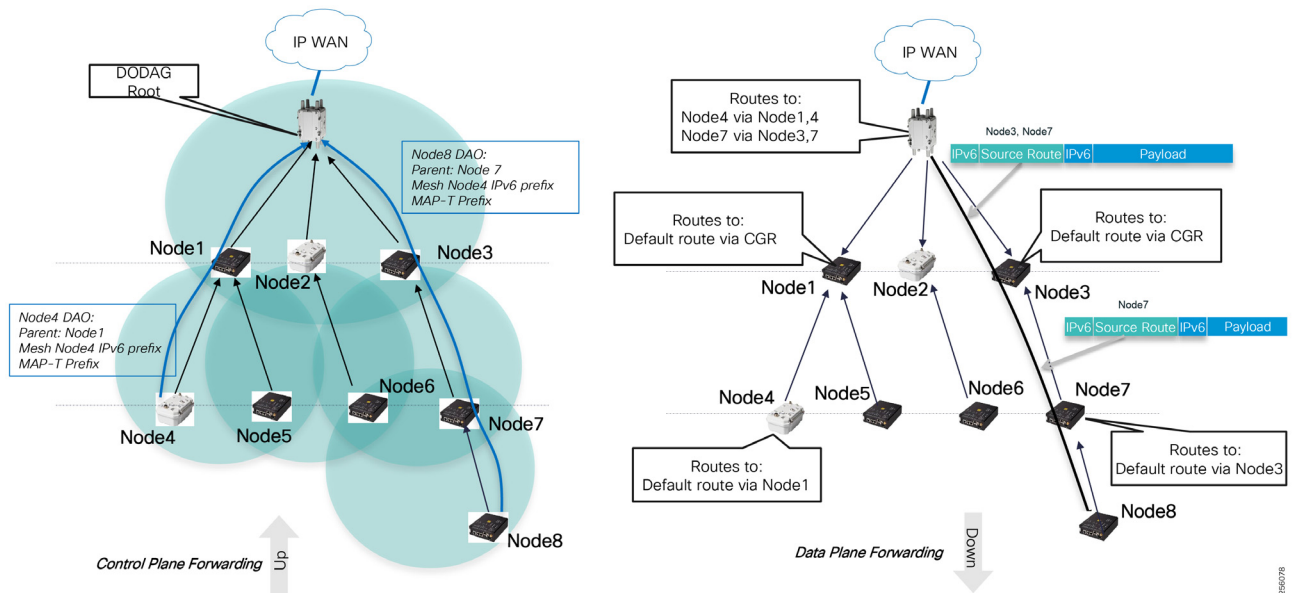 IP WAN
DODAG
Root
Node8 DAO:
Parent: Node 7
Mesh Node4 IPv6 prefix
MAP-T Prefix
Node1
Node2
Node3
Node4 DAO:
Parent: Node1
Mesh Node4 IPv6 prefix
MAP-T Prefix
Node4
Node5
Node6
Node7
Node8
Control Plane Forwarding
Up
IP WAN
Routes to:
Node4 via Node1,4
Node7 via Node3,7
Node3, Node7
IPv6 Source Route IPv6 Payload
Routes to:
Default route via CGR
Routes to:
Default route via CGR
Node1
Node2
Node3
Node7
IPv6 Source Route IPv6 Payload
Node4
Node5
Node6
Node7
Routes to:
Default route via Node1
Routes to:
Default route via Node3
Node8
Data Plane Forwarding
Down
256078